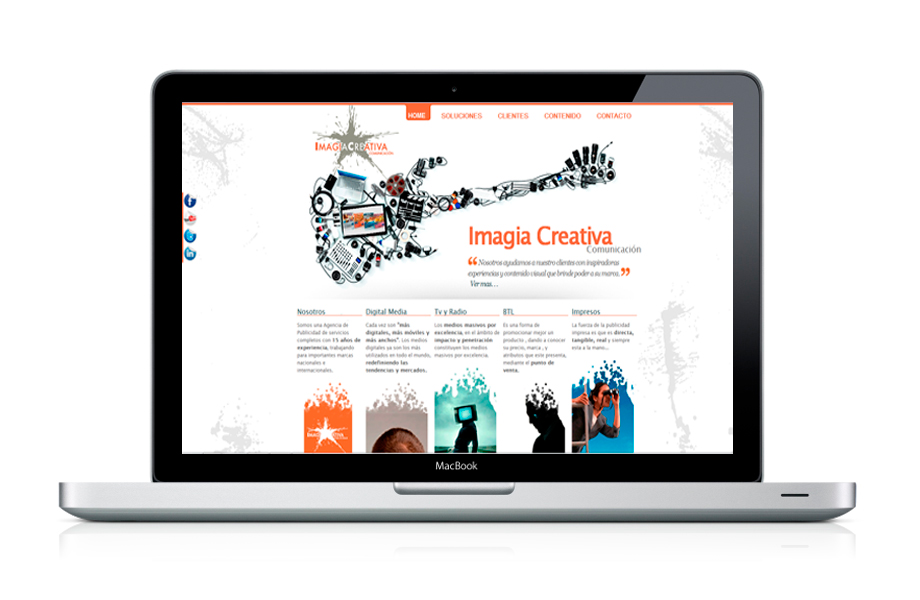 HOME SOLUCIONES CLIENTES CONTENIDO CONTACTO
IMAGIACREATIVA
COMUNICACIÓN
Imagia Creativa
Comunicación
“ Nosotros ayudamos a nuestro clientes con inspiradoras
experiencias y contenido visual que brinde poder a su marca. ”
Ver mas...
Nosotros
Somos una Agencia de
Publicidad de servicios
completos con 15 años de
experiencia, trabajando
para importantes marcas
nacionales e
internacionales.
Digital Media
Cada vez son "más
digitales, más móviles y
más anchos". Los medios
digitales ya son los más
utilizados en todo el mundo,
redefiniendo las
tendencias y mercados.
Tv y Radio
Los medios masivos por
excelencia, en el ámbito de
impacto y penetración
constituyen los medios
masivos por excelencia.
BTL
Es una forma de
promocionar mejor un
producto , dando a conocer
su precio, marca , y
atributos que este presenta,
mediante el punto de
venta.
Impresos
La fuerza de la publicidad
impresa es que es directa,
tangible, real y siempre
esta a la mano...
IMAGIACREATIVA
MacBook